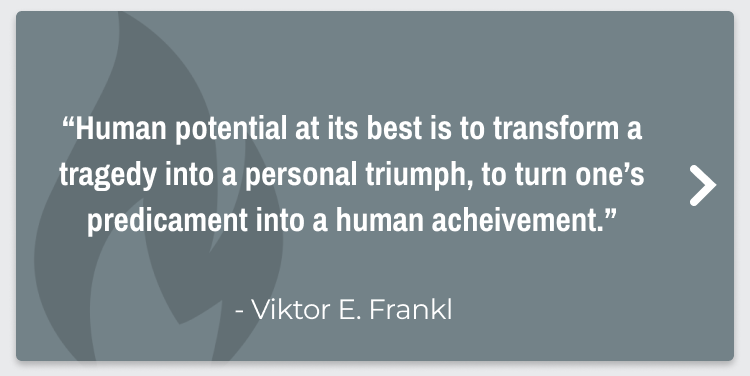 “Human potential at its best is to transform a
tragedy into a personal triumph, to turn one’s
predicament into a human acheivement.”
- Viktor E. Frankl